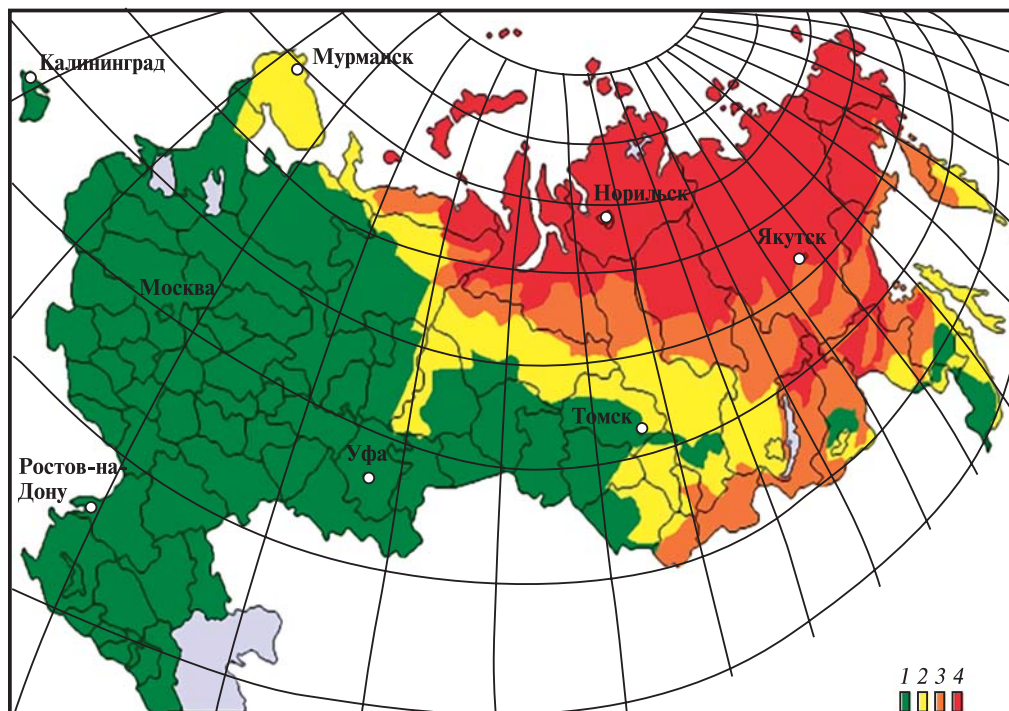 Калининград
Мурманск
Норильск
Якутск
Москва
Томск
Уфа
Ростов-на-
Дону
1 2 3 4